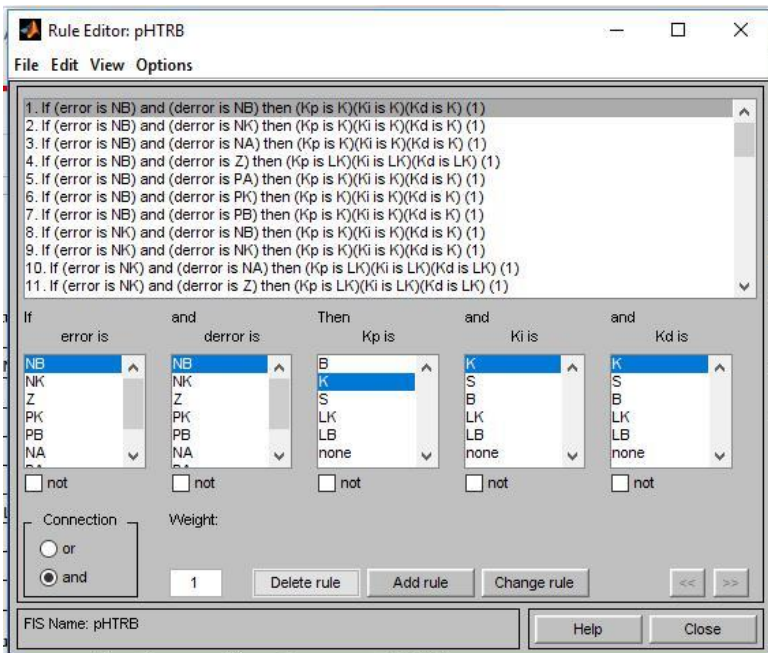 Rule Editor: pHTRB
File Edit View Options
1. If (error is NB) and (derror is NB) then (Kp is K)(Ki is K)(Kd is K) (1)
2. If (error is NB) and (derror is NK) then (Kp is K)(Ki is K)(Kd is K) (1)
3. If (error is NB) and (derror is NA) then (Kp is K)(Ki is K)(Kd is K) (1)
4. If (error is NB) and (derror is Z) then (Kp is LK)(Ki is LK)(Kd is LK) (1)
5. If (error is NB) and (derror is PA) then (Kp is K)(Ki is K)(Kd is K) (1)
6. If (error is NB) and (derror is PK) then (Kp is K)(Ki is K)(Kd is K) (1)
7. If (error is NB) and (derror is PB) then (Kp is K)(Ki is K)(Kd is K) (1)
8. If (error is NK) and (derror is NB) then (Kp is K)(Ki is K)(Kd is K) (1)
9. If (error is NK) and (derror is NK) then (Kp is K)(Ki is K)(Kd is K) (1)
10. If (error is NK) and (derror is NA) then (Kp is LK)(Ki is LK)(Kd is LK) (1)
11. If (error is NK) and (derror is Z) then (Kp is LK)(Ki is LK)(Kd is LK) (1)
If and Then and and
error is derror is Kp is Ki is Kd is
NB NB B K K
NK NK K S S
Z Z S B B
PK PK LK LK LK
PB PB LB LB LB
NA NA none none none
not not not not not
Connection Weight:
or
and 1 Delete rule Add rule Change rule << >>
FIS Name: pHTRB Help Close